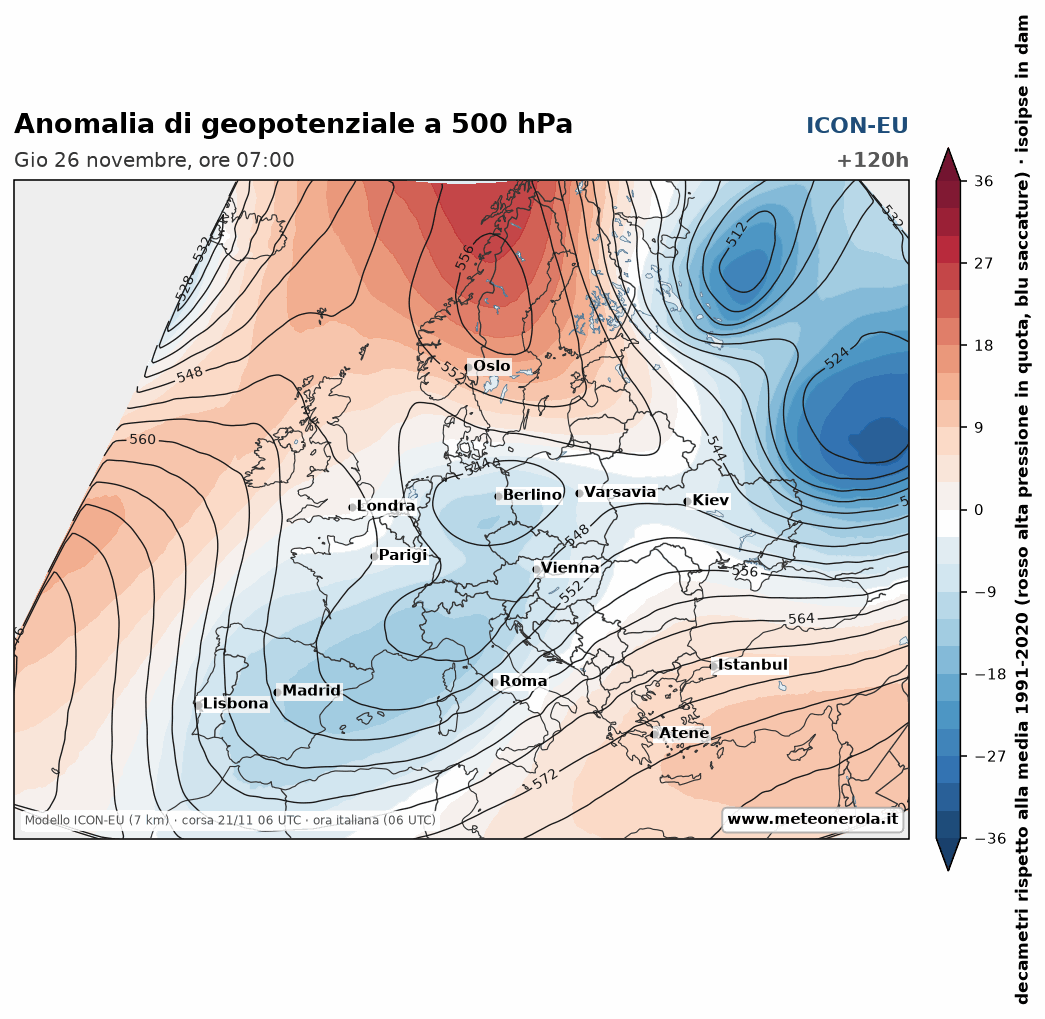 Anomalia di geopotenziale a 500 hPa
ICON-EU
Gio 26 novembre, ore 07:00
+120h
512
532
532
528
556
524
548
552
560
544
544
548
552
556
564
572
Oslo
Berlino
Varsavia
Kiev
Londra
Parigi
Vienna
Istanbul
Roma
Madrid
Lisbona
Atene
Modello ICON-EU (7 km) · corsa 21/11 06 UTC · ora italiana (06 UTC)
www.meteonerola.it
36
27
18
9
0
−9
−18
−27
−36
decametri rispetto alla media 1991-2020 (rosso alta pressione in quota, blu saccature) · isoipse in dam